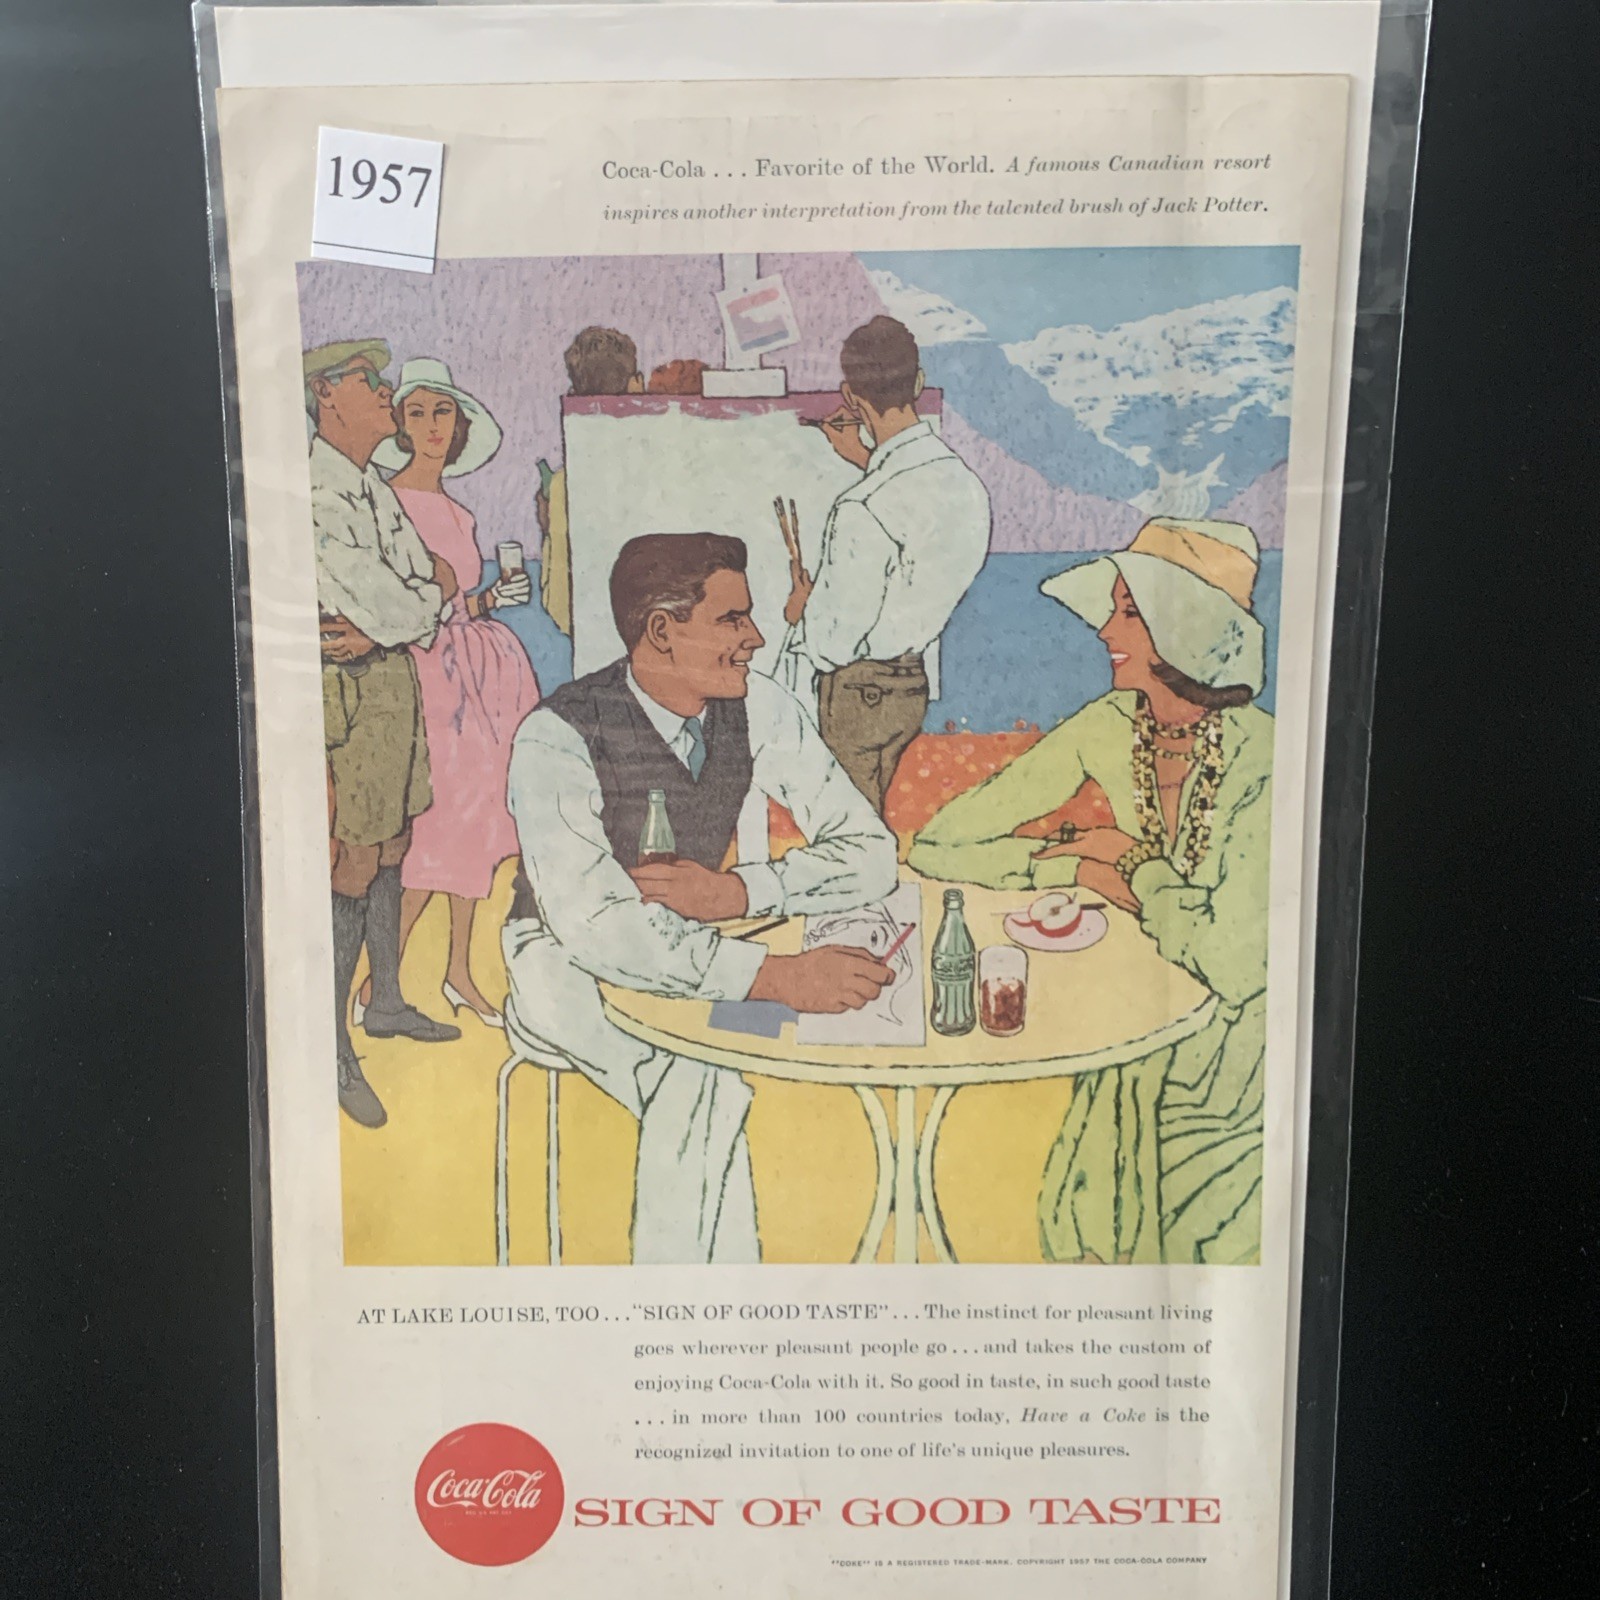 1957
Coca-Cola . . . Favorite of the World. A famous Canadian resort
inspires another interpretation from the talented brush of Jack Potter.
AT LAKE LOUISE, TOO . . . "SIGN OF GOOD TASTE" . . . The instinct for pleasant living
goes wherever pleasant people go . . . and takes the custom of
enjoying Coca-Cola with it. So good in taste, in such good taste
. . . in more than 100 countries today, Have a Coke is the
recognized invitation to one of life's unique pleasures.
Coca-Cola
SIGN OF GOOD TASTE
"COKE" IS A REGISTERED TRADE-MARK. COPYRIGHT 1957 THE COCA-COLA COMPANY